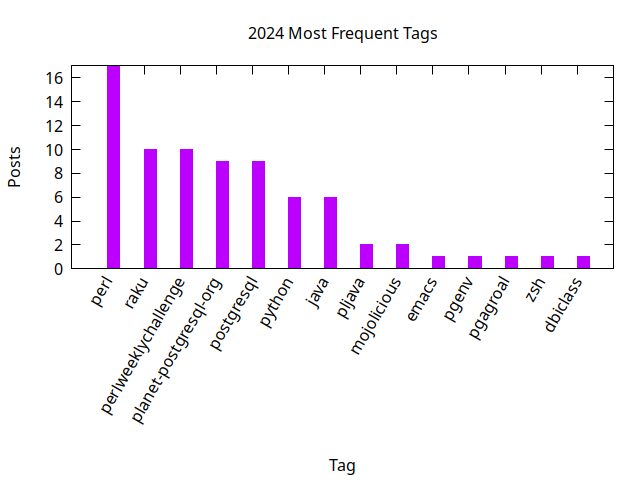 2024 Most Frequent Tags
Posts
16
14
12
10
8
6
4
2
0
perl
raku
perlweeklychallenge
planet-postgresql-org
postgresql
python
java
pljava
mojolicious
emacs
pgenv
pgagroal
zsh
dbiclass
Tag